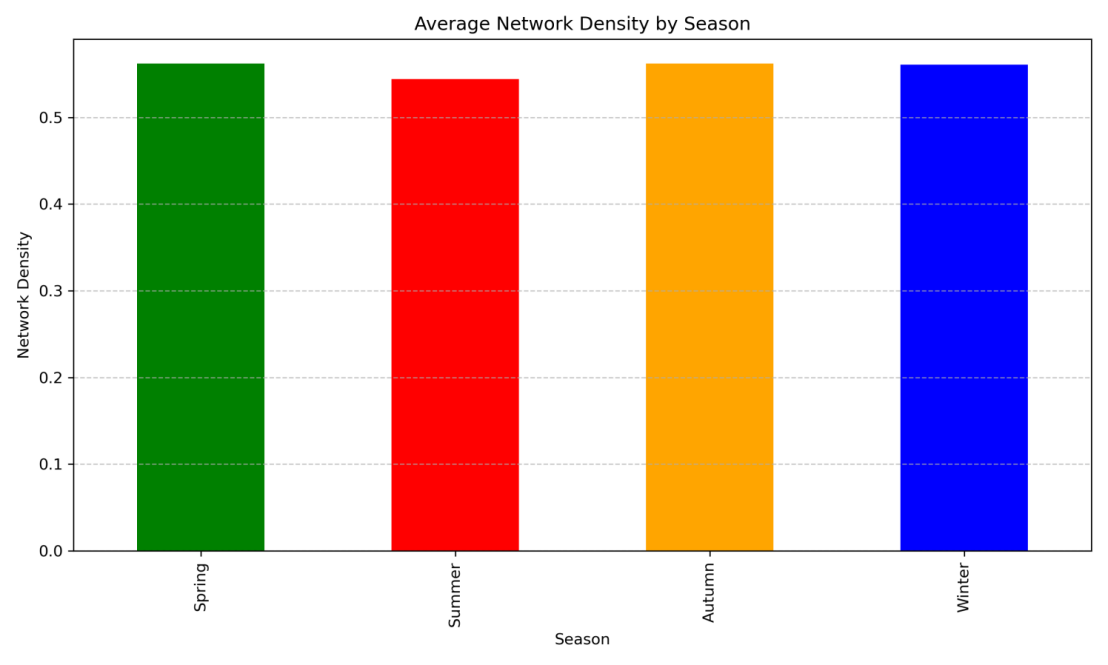 Average Network Density by Season
Network Density
0.5
0.4
0.3
0.2
0.1
0.0
Spring
Summer
Autumn
Winter
Season